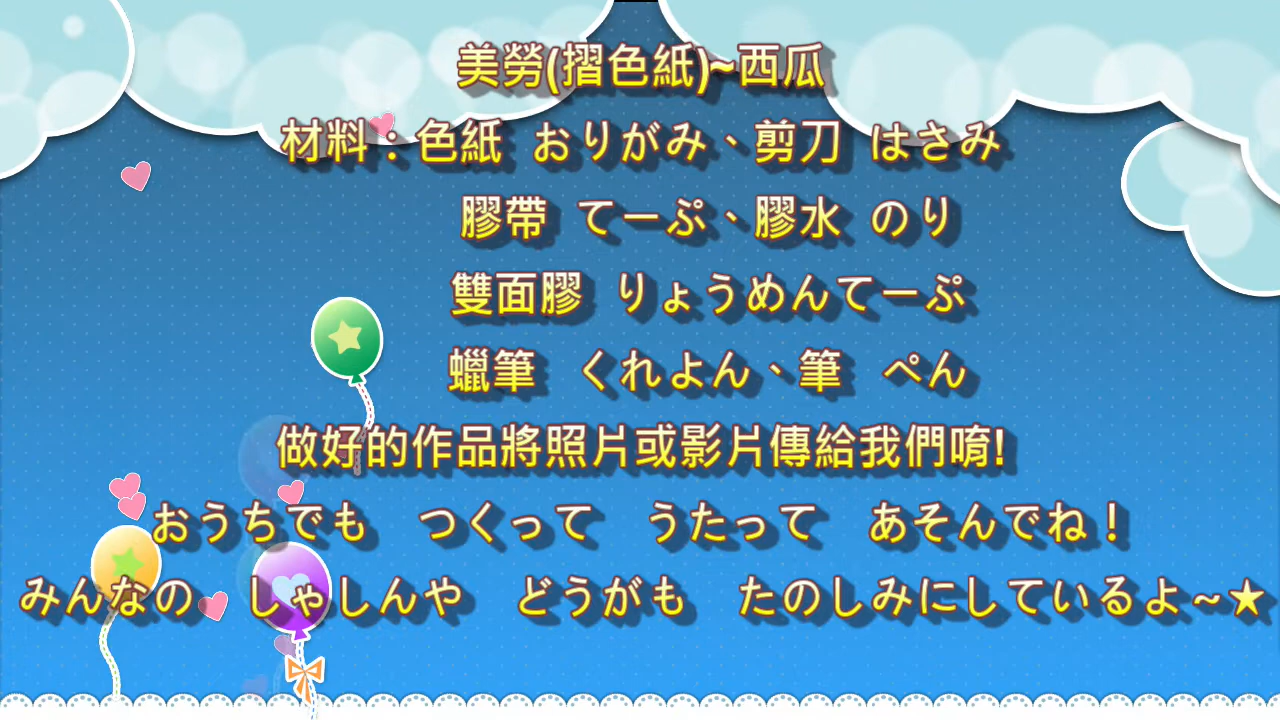 美勞(摺色紙)~西瓜
材料：色紙 おりがみ、剪刀 はさみ
膠帶 てーぷ、膠水 のり
雙面膠 りょうめんてーぷ
蠟筆 くれよん、筆 ぺん
做好的作品將照片或影片傳給我們唷!
おうちでも つくって うたって あそんでね！
みんなの しゃしんや どうがも たのしみにしているよ~★